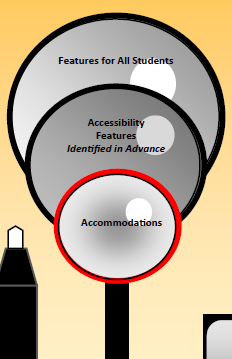 Features for All Students
Accessibility
Features
Identified in Advance
Accommodations